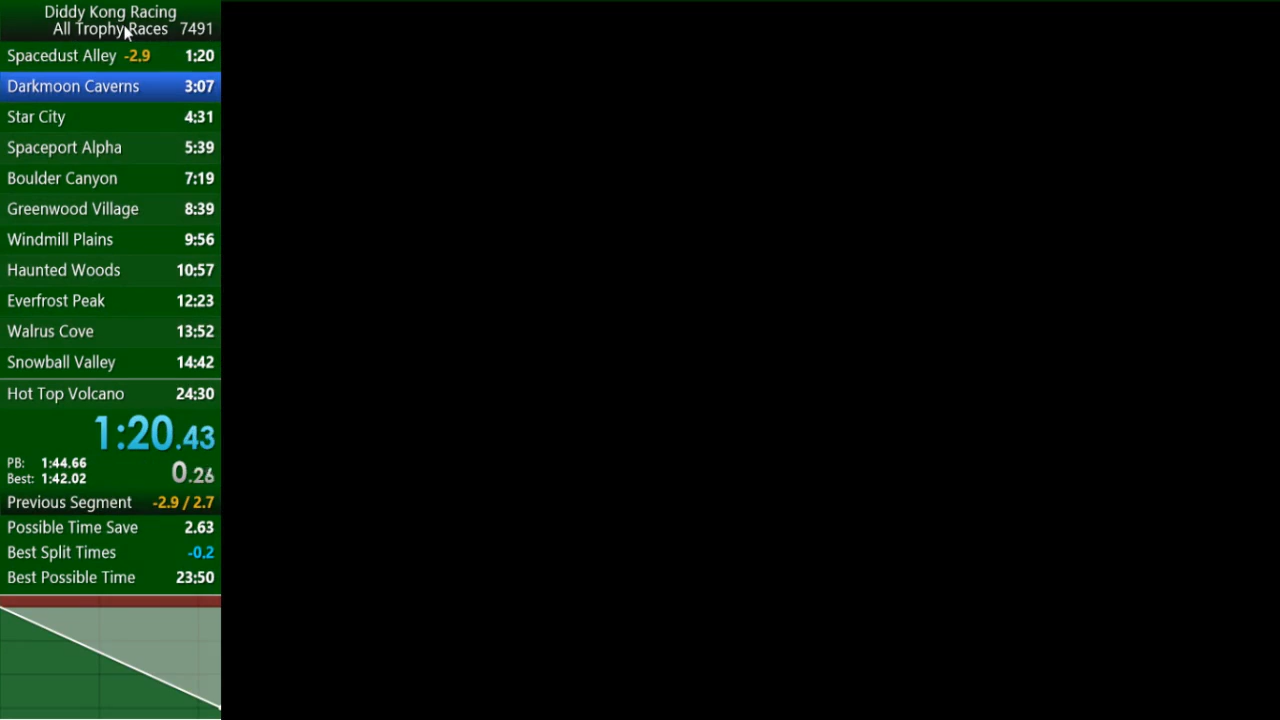 Diddy Kong Racing
All Trophy Races 7491
Spacedust Alley -2.9 1:20
Darkmoon Caverns 3:07
Star City 4:31
Spaceport Alpha 5:39
Boulder Canyon 7:19
Greenwood Village 8:39
Windmill Plains 9:56
Haunted Woods 10:57
Everfrost Peak 12:23
Walrus Cove 13:52
Snowball Valley 14:42
Hot Top Volcano 24:30
1:20.43
PB: 1:44.66
Best: 1:42.02
0.26
Previous Segment -2.9 / 2.7
Possible Time Save 2.63
Best Split Times -0.2
Best Possible Time 23:50